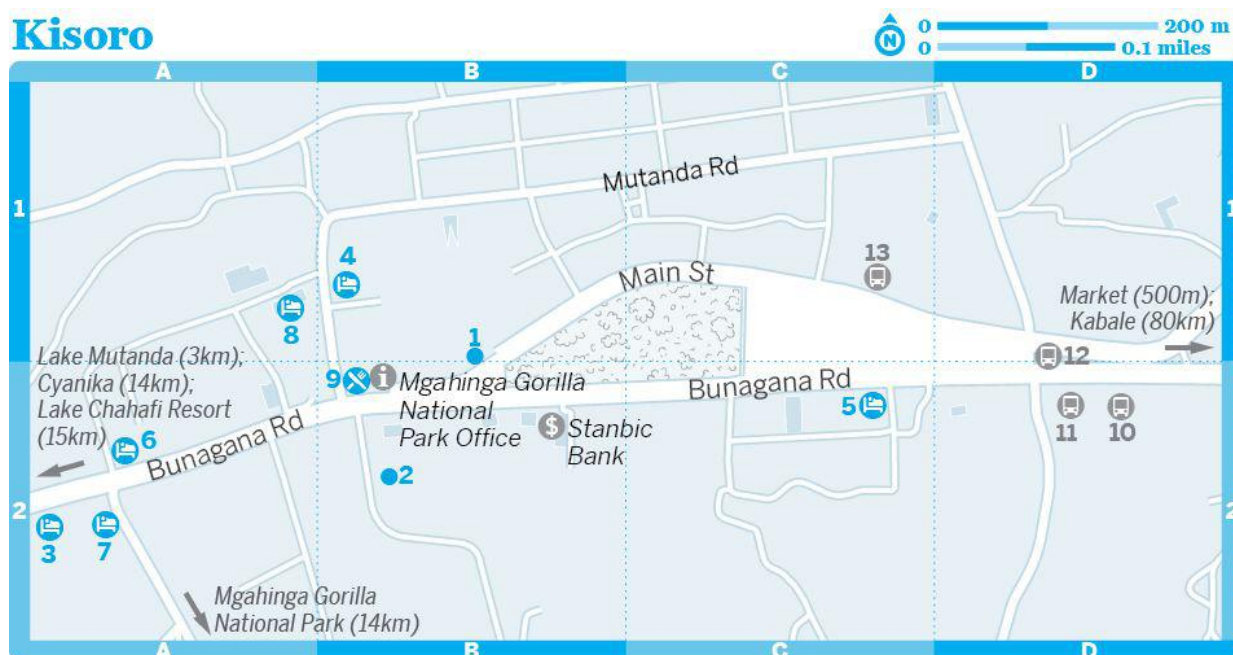 Kisoro
N
0 200 m
0 0.1 miles
A B C D
1 1
Mutanda Rd
4
Main St
13
8
Market (500m);
Kabale (80km)
1
12
Lake Mutanda (3km);
Cyanika (14km);
Lake Chahafi Resort
(15km)
9
i
Mgahinga Gorilla
National
Park Office
Bunagana Rd
5
11
10
$
Stanbic
Bank
6
Bunagana Rd
2
2 2
3
7
Mgahinga Gorilla
National Park (14km)
A B C D